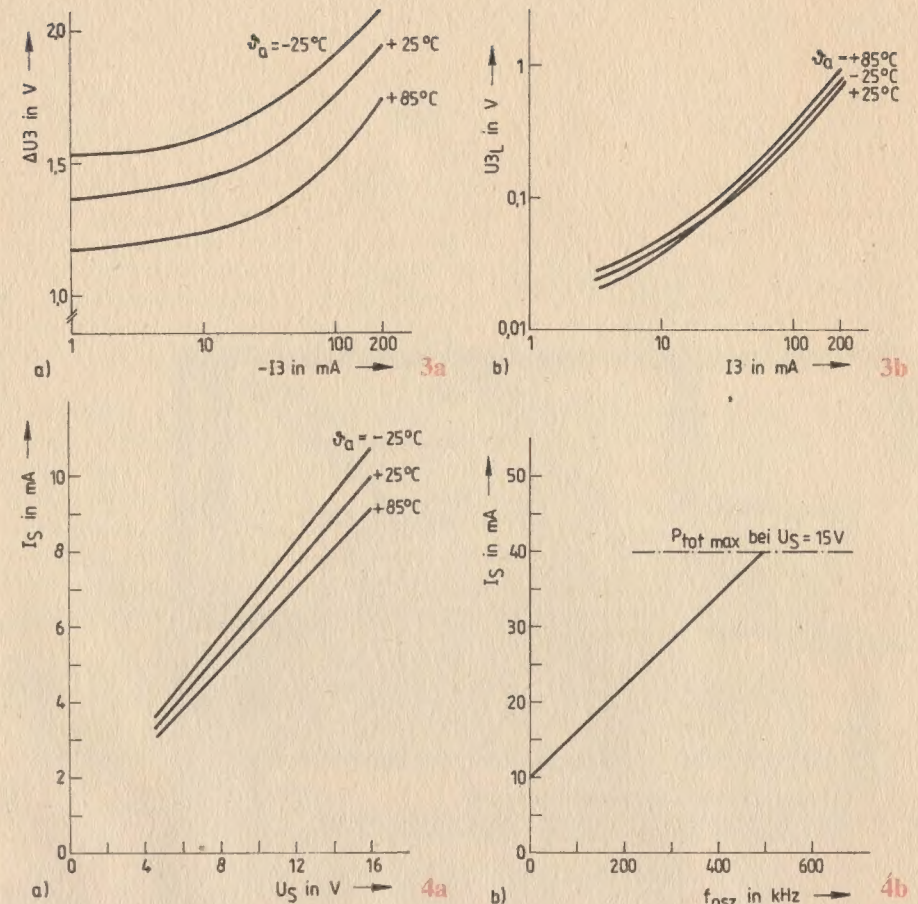 2,0
ϑa = -25°C
+ 25°C
+ 85°C
ΔU3 in V
1,5
1,0
1
10
100
200
-I3 in mA
a)
3a
1
ϑa = +85°C
- 25°C
+ 25°C
U3L in V
0,1
0,01
1
10
100
200
I3 in mA
b)
3b
ϑa = - 25°C
+25°C
+85°C
IS in mA
10
8
6
4
2
0
0
4
8
12
16
US in V
a)
4a
50
Ptot max bei US = 15V
IS in mA
40
30
20
10
0
0
200
400
600
fosz in kHz
b)
4b